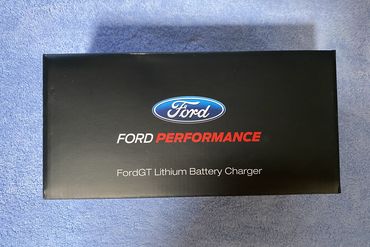 Ford
FORD PERFORMANCE
FordGT Lithium Battery Charger